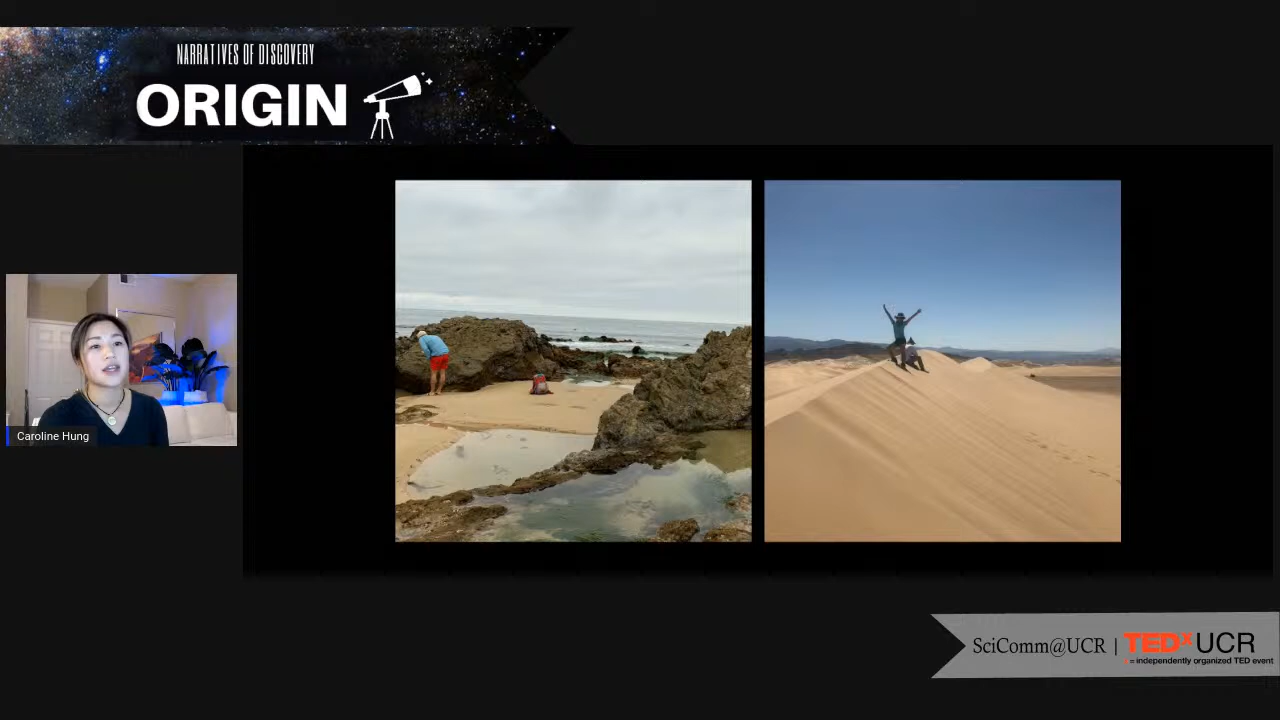 NARRATIVES OF DISCOVERY
ORIGIN
Caroline Hung
SciComm@UCR | TEDxUCR
x = independently organized TED event